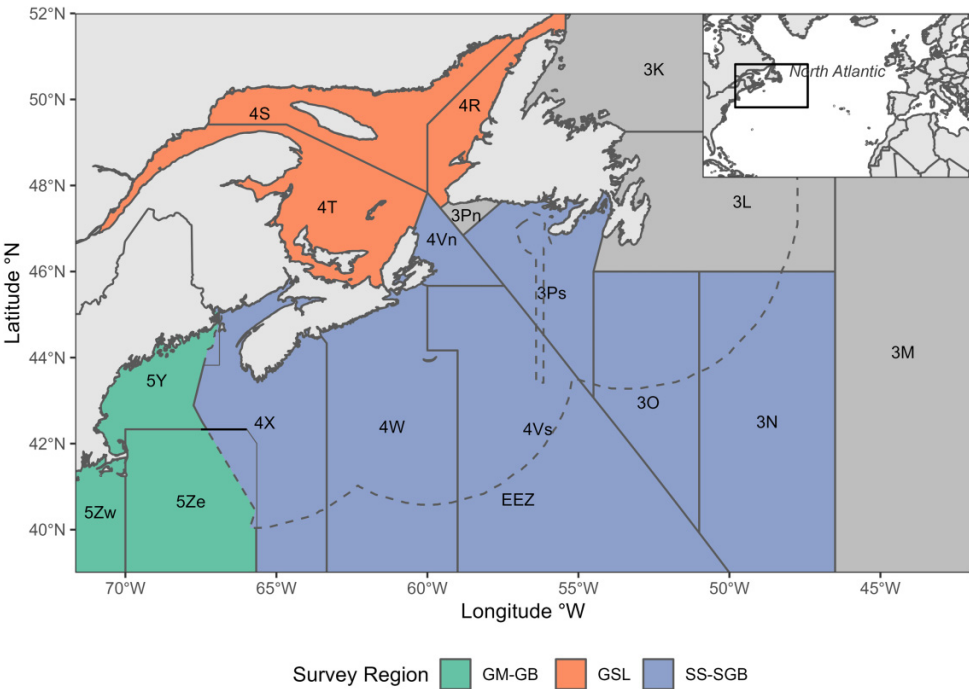 52°N
50°N
48°N
46°N
44°N
42°N
40°N
Latitude °N
North Atlantic
3K
4S
4R
4T
3Pn
3L
4Vn
3Ps
3M
5Y
4X
4W
4Vs
3O
3N
5Zw
5Ze
EEZ
70°W 65°W 60°W 55°W 50°W 45°W
Longitude °W
Survey Region GM-GB GSL SS-SGB